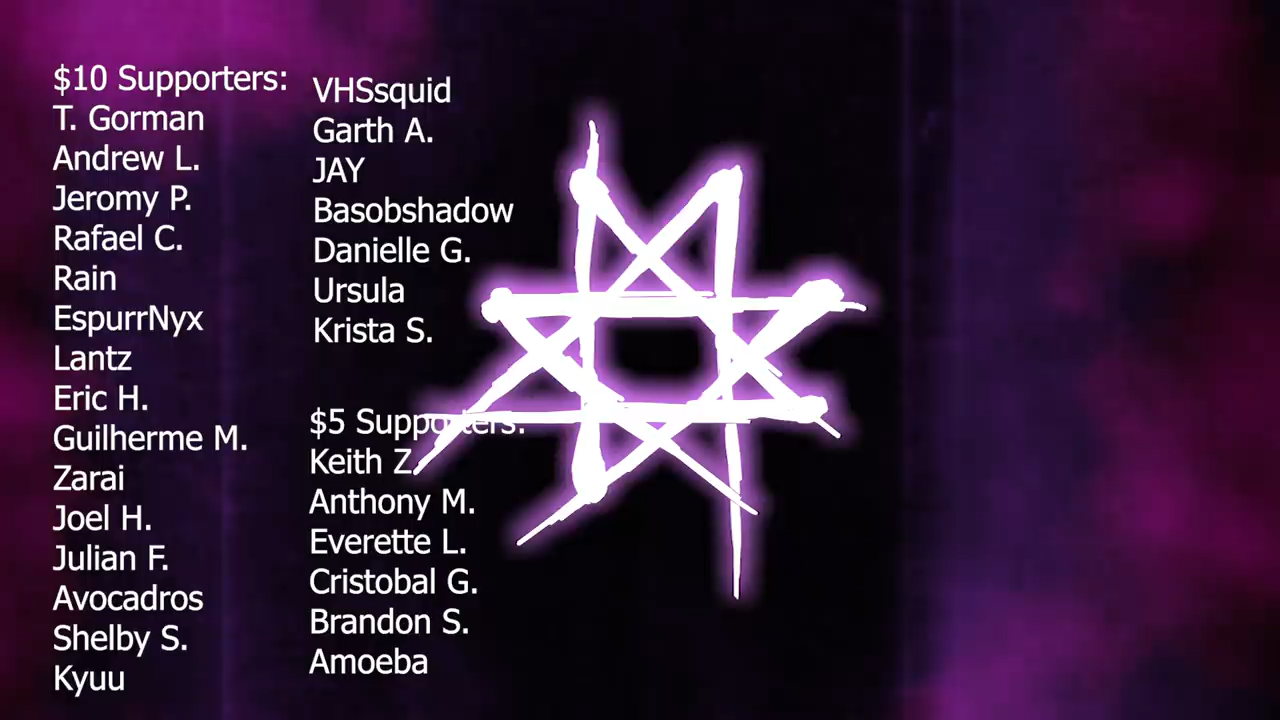 $10 Supporters:
T. Gorman
Andrew L.
Jeromy P.
Rafael C.
Rain
EspurrNyx
Lantz
Eric H.
Guilherme M.
Zarai
Joel H.
Julian F.
Avocadros
Shelby S.
Kyuu
VHSsquid
Garth A.
JAY
Basobshadow
Danielle G.
Ursula
Krista S.
$5 Supporters:
Keith Z.
Anthony M.
Everette L.
Cristobal G.
Brandon S.
Amoeba